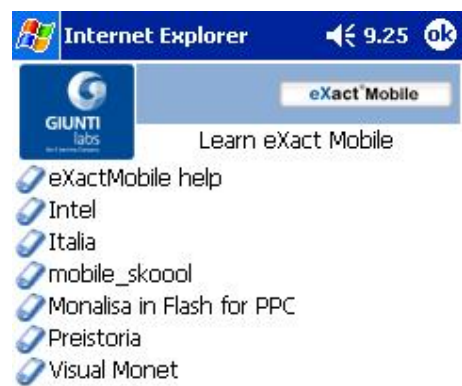 Internet Explorer 9.25 ok
GIUNTI
labs
eXact Mobile
Learn eXact Mobile
eXactMobile help
Intel
Italia
mobile_skoool
Monalisa in Flash for PPC
Preistoria
Visual Monet